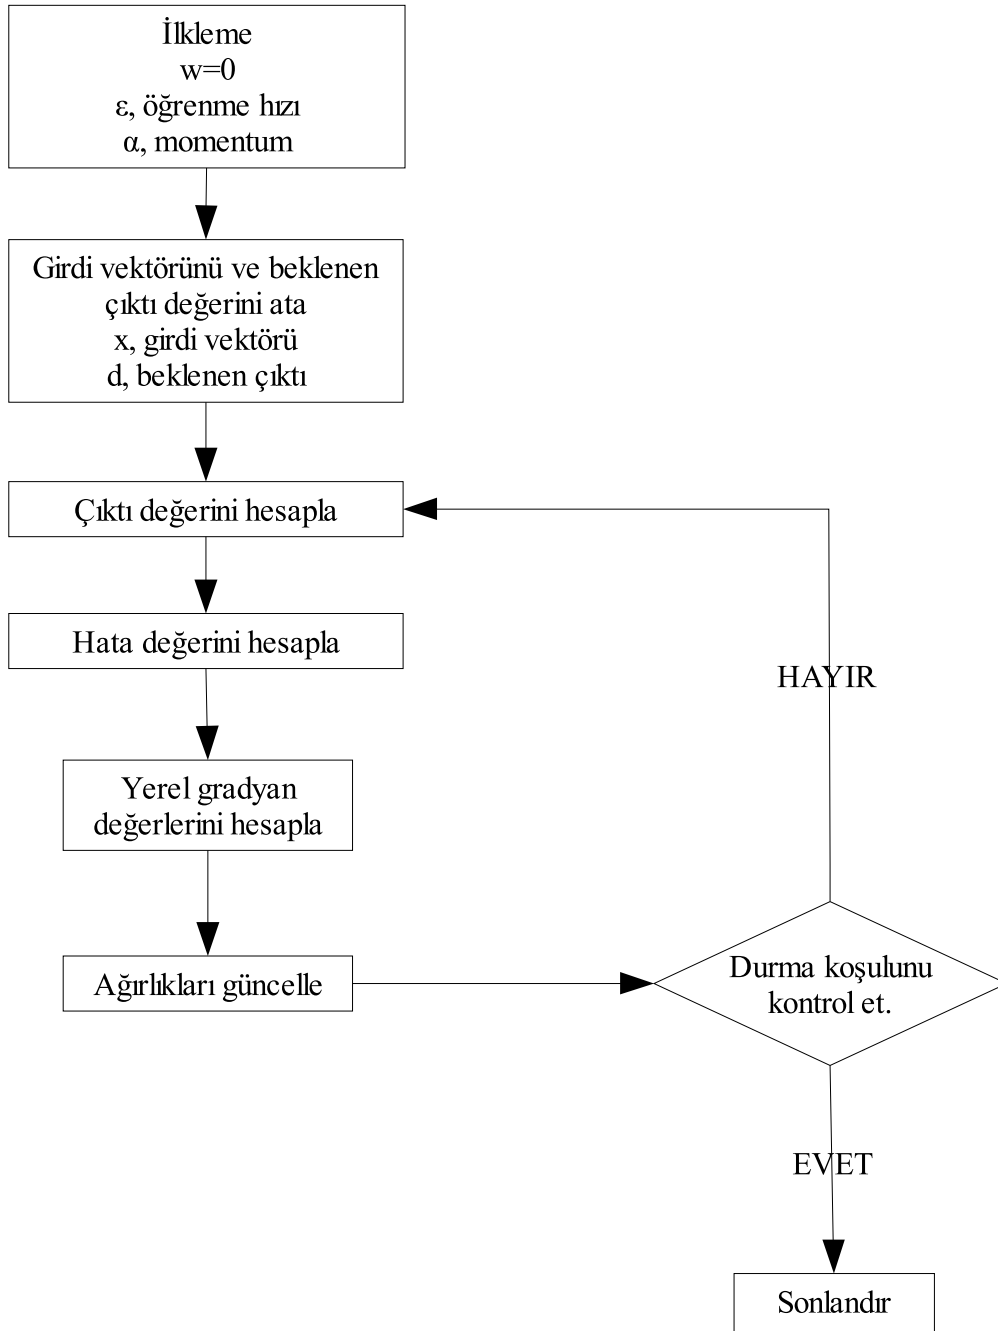 İlkleme
w=0
ε, öğrenme hızı
α, momentum
Girdi vektörünü ve beklenen
çıktı değerini ata
x, girdi vektörü
d, beklenen çıktı
Çıktı değerini hesapla
Hata değerini hesapla
HAYIR
Yerel gradyan
değerlerini hesapla
Ağırlıkları güncelle
Durma koşulunu
kontrol et.
EVET
Sonlandır